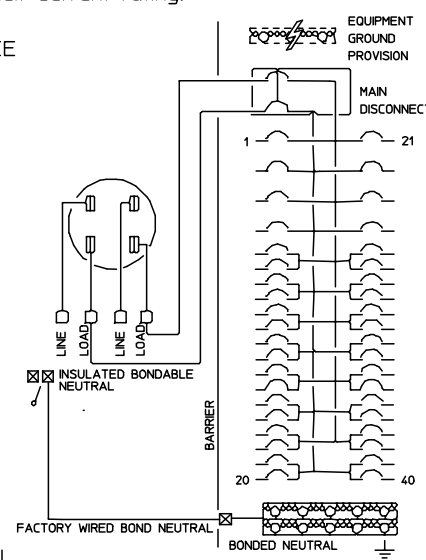 EQUIPMENT
GROUND
PROVISION
MAIN
DISCONNECT
1
21
LINE
LOAD
LINE
LOAD
INSULATED BONDABLE
NEUTRAL
BARRIER
20
40
FACTORY WIRED BOND NEUTRAL
BONDED NEUTRAL